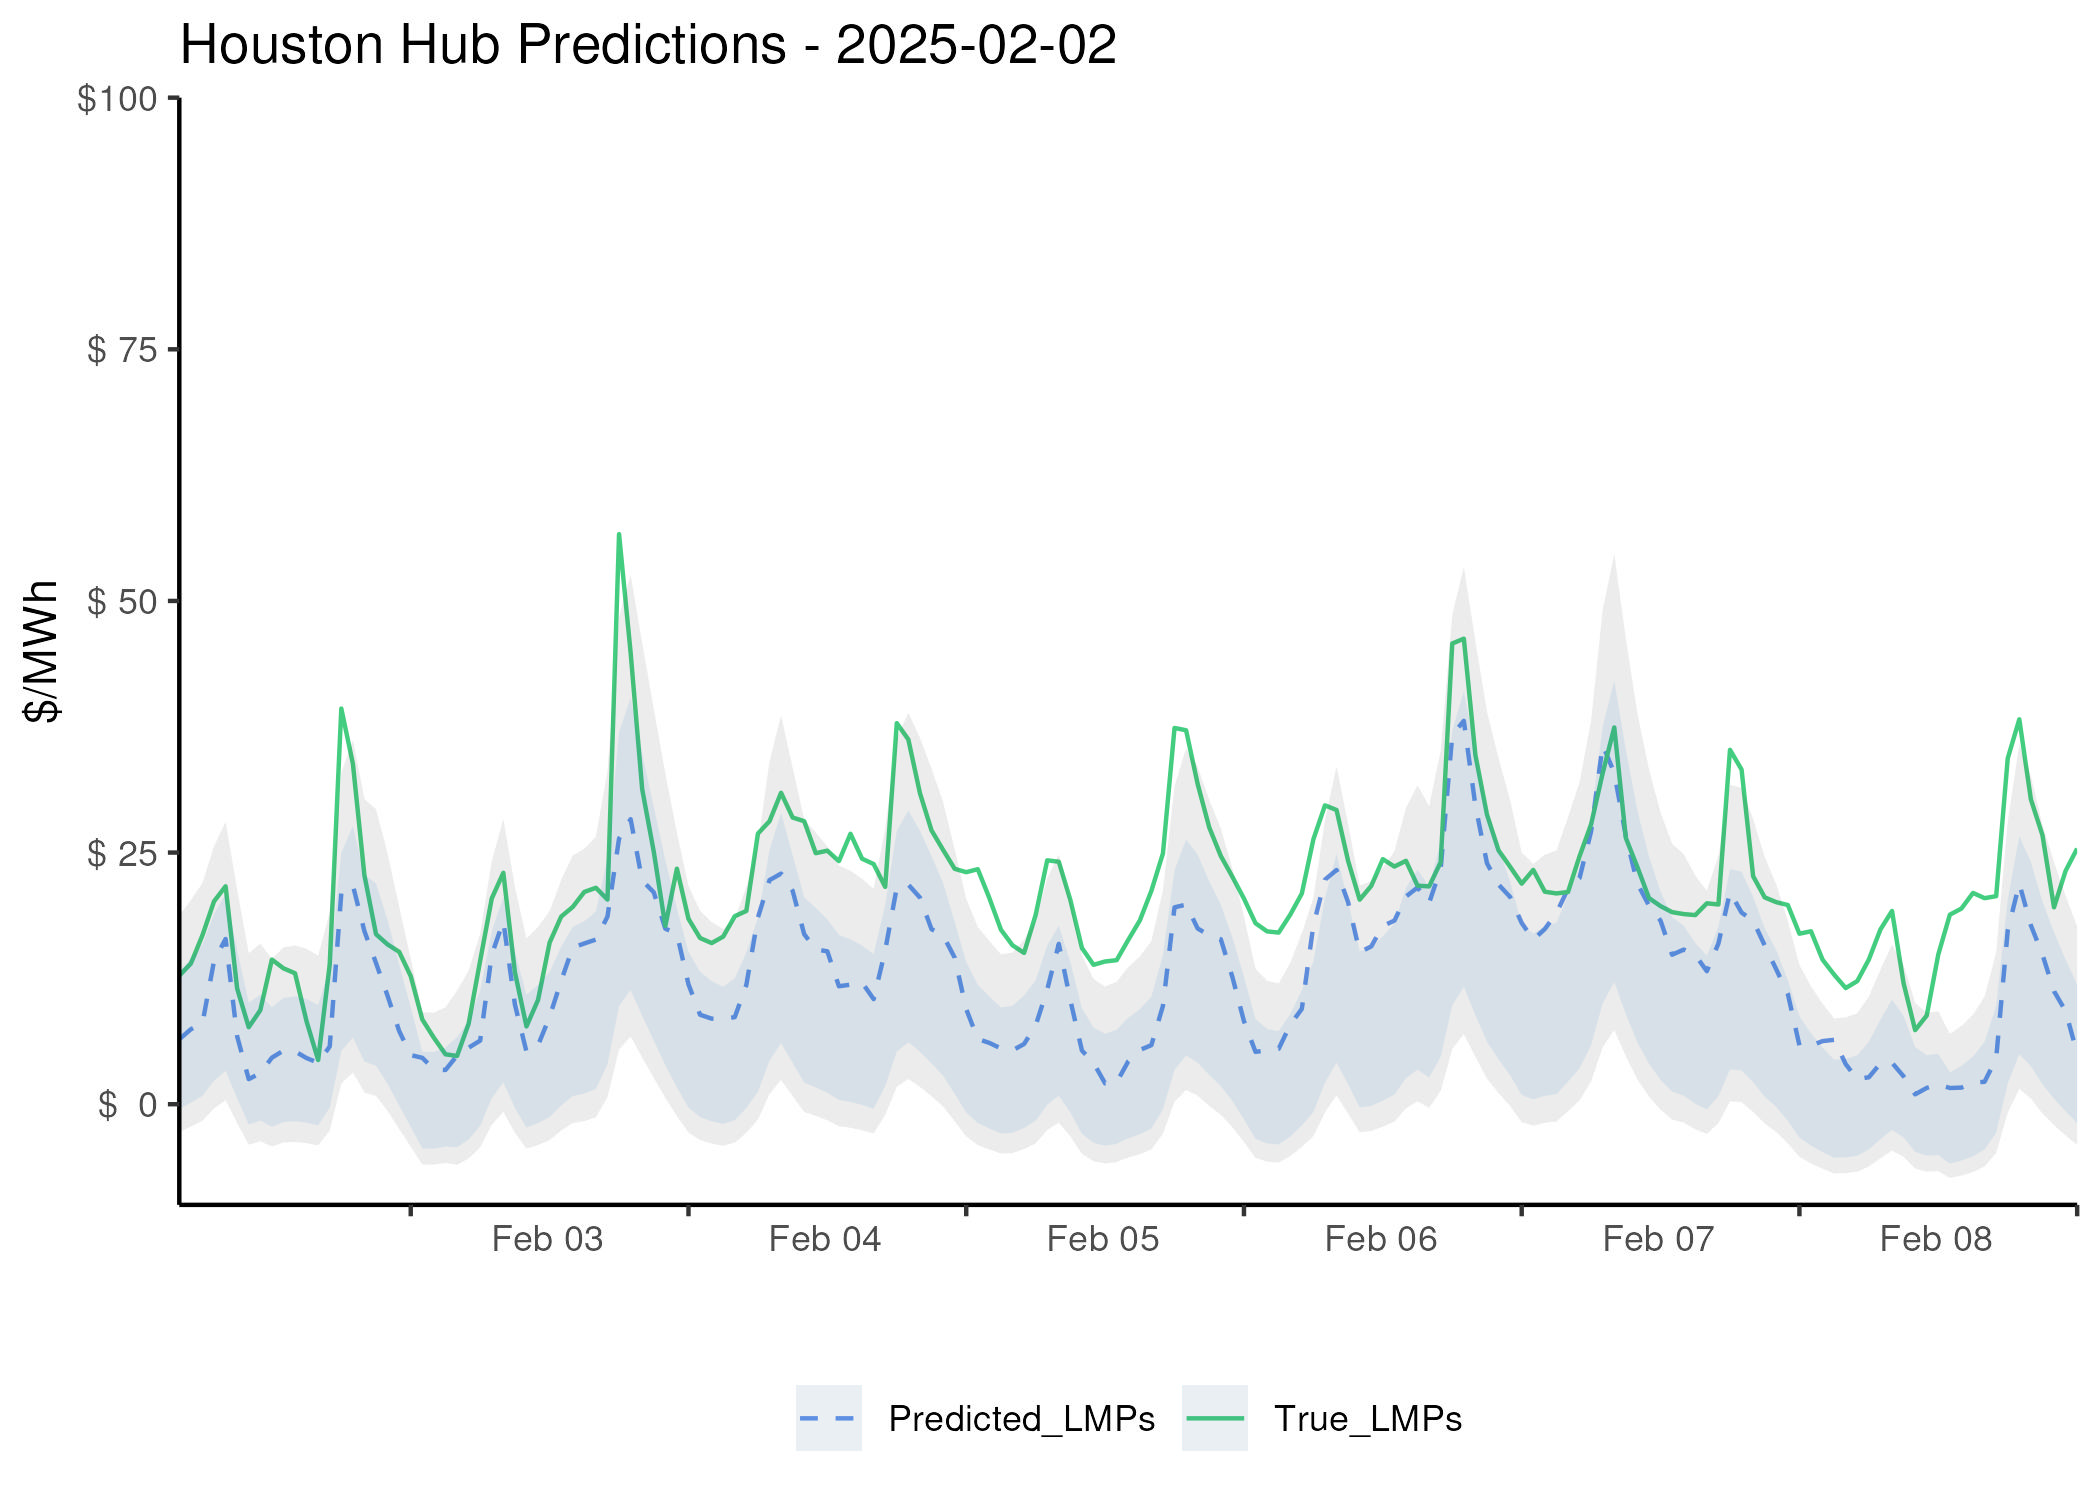 Houston Hub Predictions - 2025-02-02
$100
$ 75
$ 50
$ 25
$ 0
$/MWh
Feb 03 Feb 04 Feb 05 Feb 06 Feb 07 Feb 08
Predicted_LMPs True_LMPs